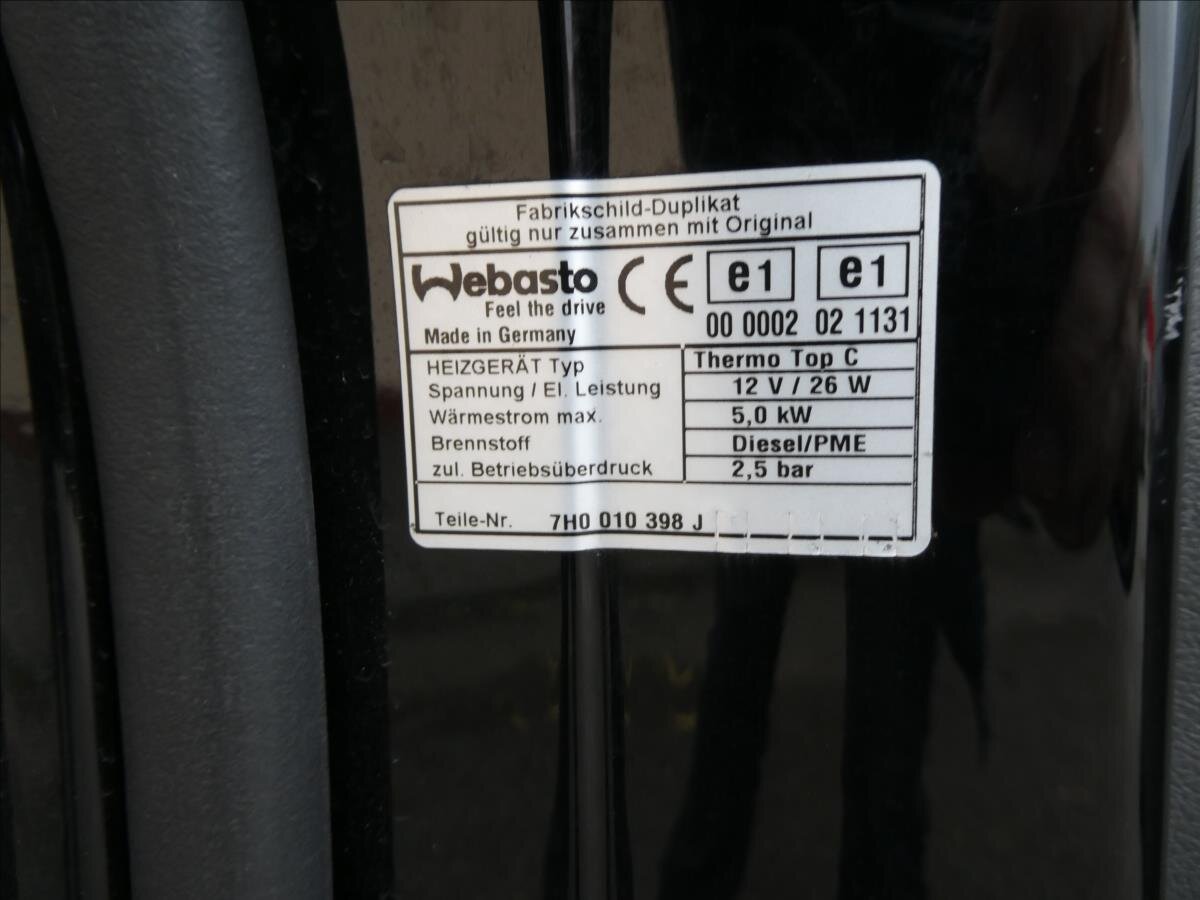 Fabrikschild-Duplikat
gültig nur zusammen mit Original
Webasto CE e1 e1
Feel the drive
Made in Germany 00 0002 02 1131
HEIZGERÄT Typ Thermo Top C
Spannung / El. Leistung 12 V / 26 W
Wärmestrom max. 5,0 kW
Brennstoff Diesel/PME
zul. Betriebsüberdruck 2,5 bar
Teile-Nr. 7H0 010 398 J